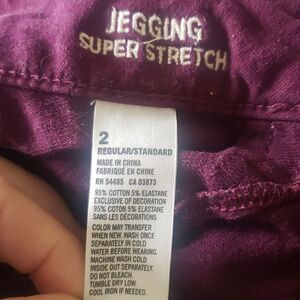 JEGGING
SUPER STRETCH
2
REGULAR/STANDARD
MADE IN CHINA
FABRIQUÉ EN CHINE
RN 54485 CA 03873
95% COTTON 5% ELASTANE
EXCLUSIVE OF DECORATION
95% COTON 5% ELASTANE
SANS LES DÉCORATIONS
COLOR MAY TRANSFER
WHEN NEW. WASH ONCE
SEPARATELY IN COLD
WATER BEFORE WEARING.
MACHINE WASH COLD
INSIDE OUT SEPARATELY.
DO NOT BLEACH.
TUMBLE DRY LOW.
COOL IRON IF NEEDED.